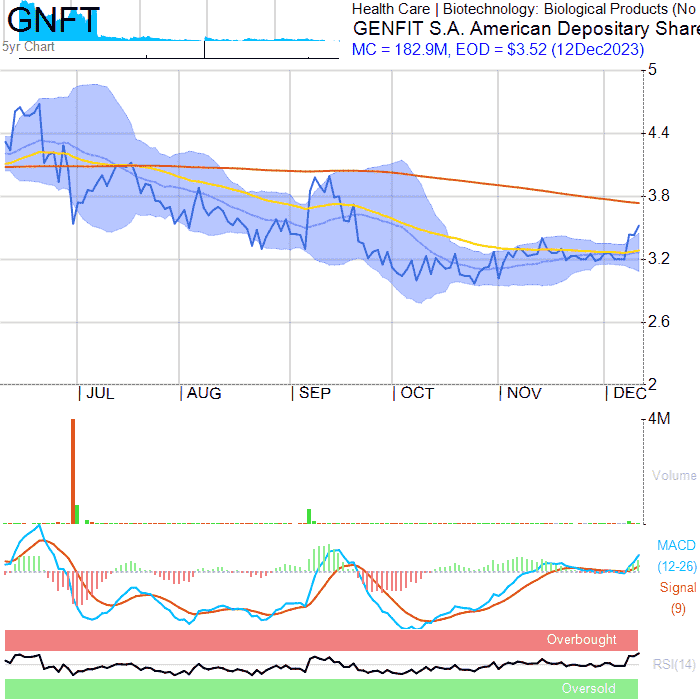 GNFT
5yr Chart
Health Care | Biotechnology: Biological Products (No
GENFIT S.A. American Depositary Share
MC = 182.9M, EOD = $3.52 (12Dec2023)
5
4.4
3.8
3.2
2.6
2
| JUL | AUG | SEP | OCT | NOV | DEC
4M
Volume
MACD
(12-26)
Signal
(9)
Overbought
RSI(14)
Oversold